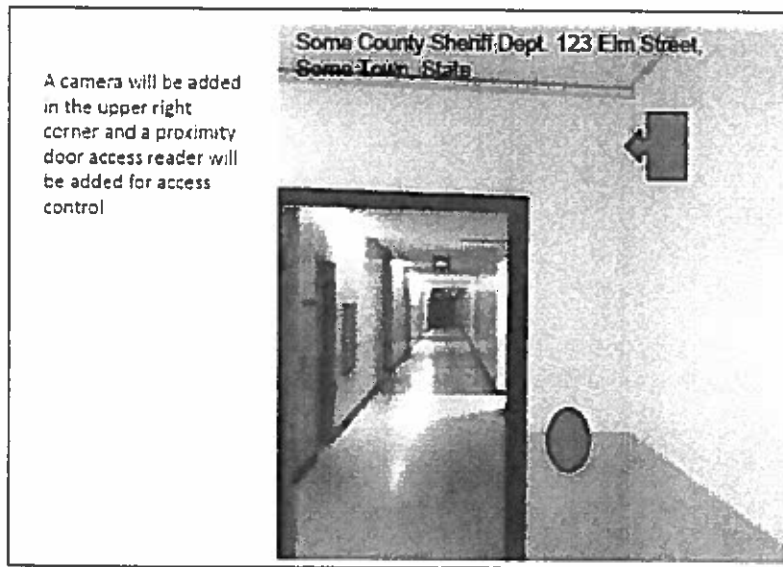 A camera will be added
in the upper right
corner and a proximity
door access reader will
be added for access
control
Some County Sheriff Dept. 123 Elm Street,
Some Town, State